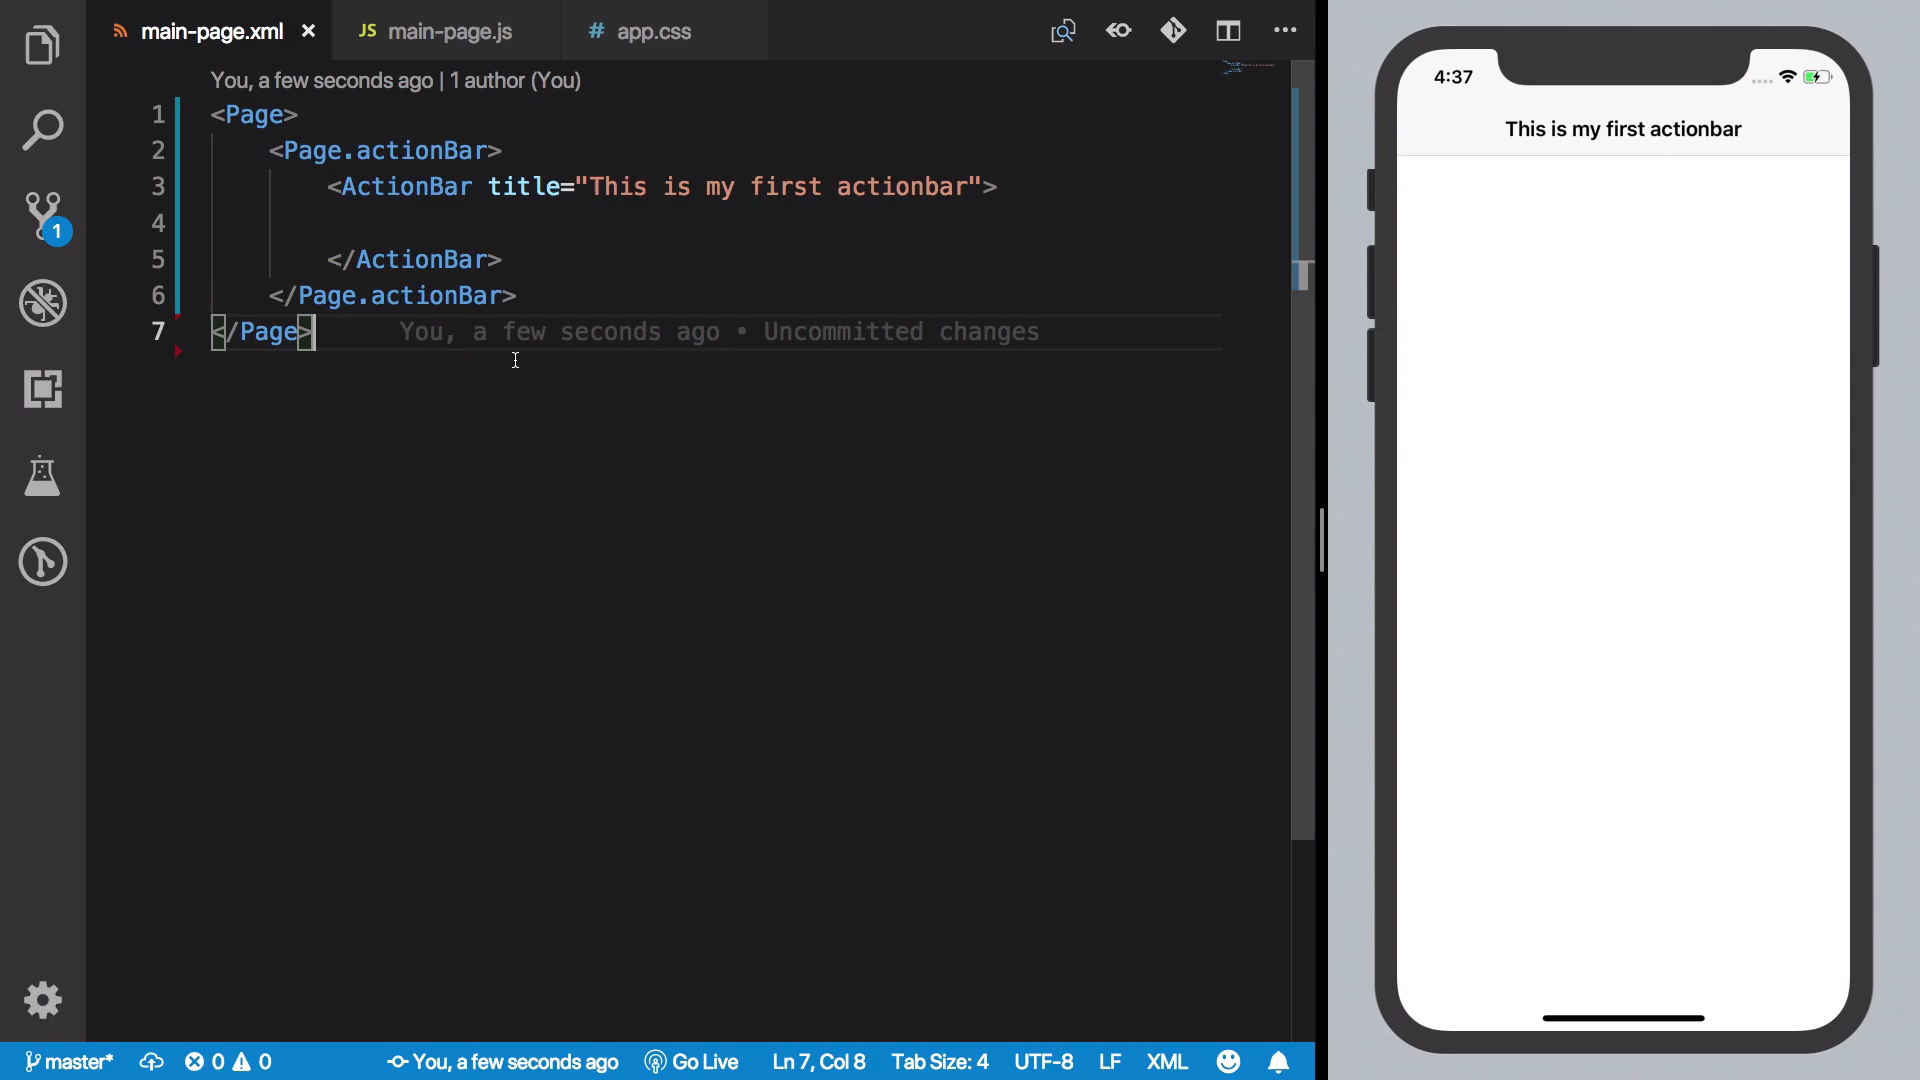 main-page.xml
JS main-page.js
# app.css
You, a few seconds ago | 1 author (You)
1 <Page>
2 <Page.actionBar>
3 <ActionBar title="This is my first actionbar">
4
5 </ActionBar>
6 </Page.actionBar>
7 </Page> You, a few seconds ago • Uncommitted changes
1
master* 0 0 You, a few seconds ago Go Live Ln 7, Col 8 Tab Size: 4 UTF-8 LF XML
4:37
This is my first actionbar